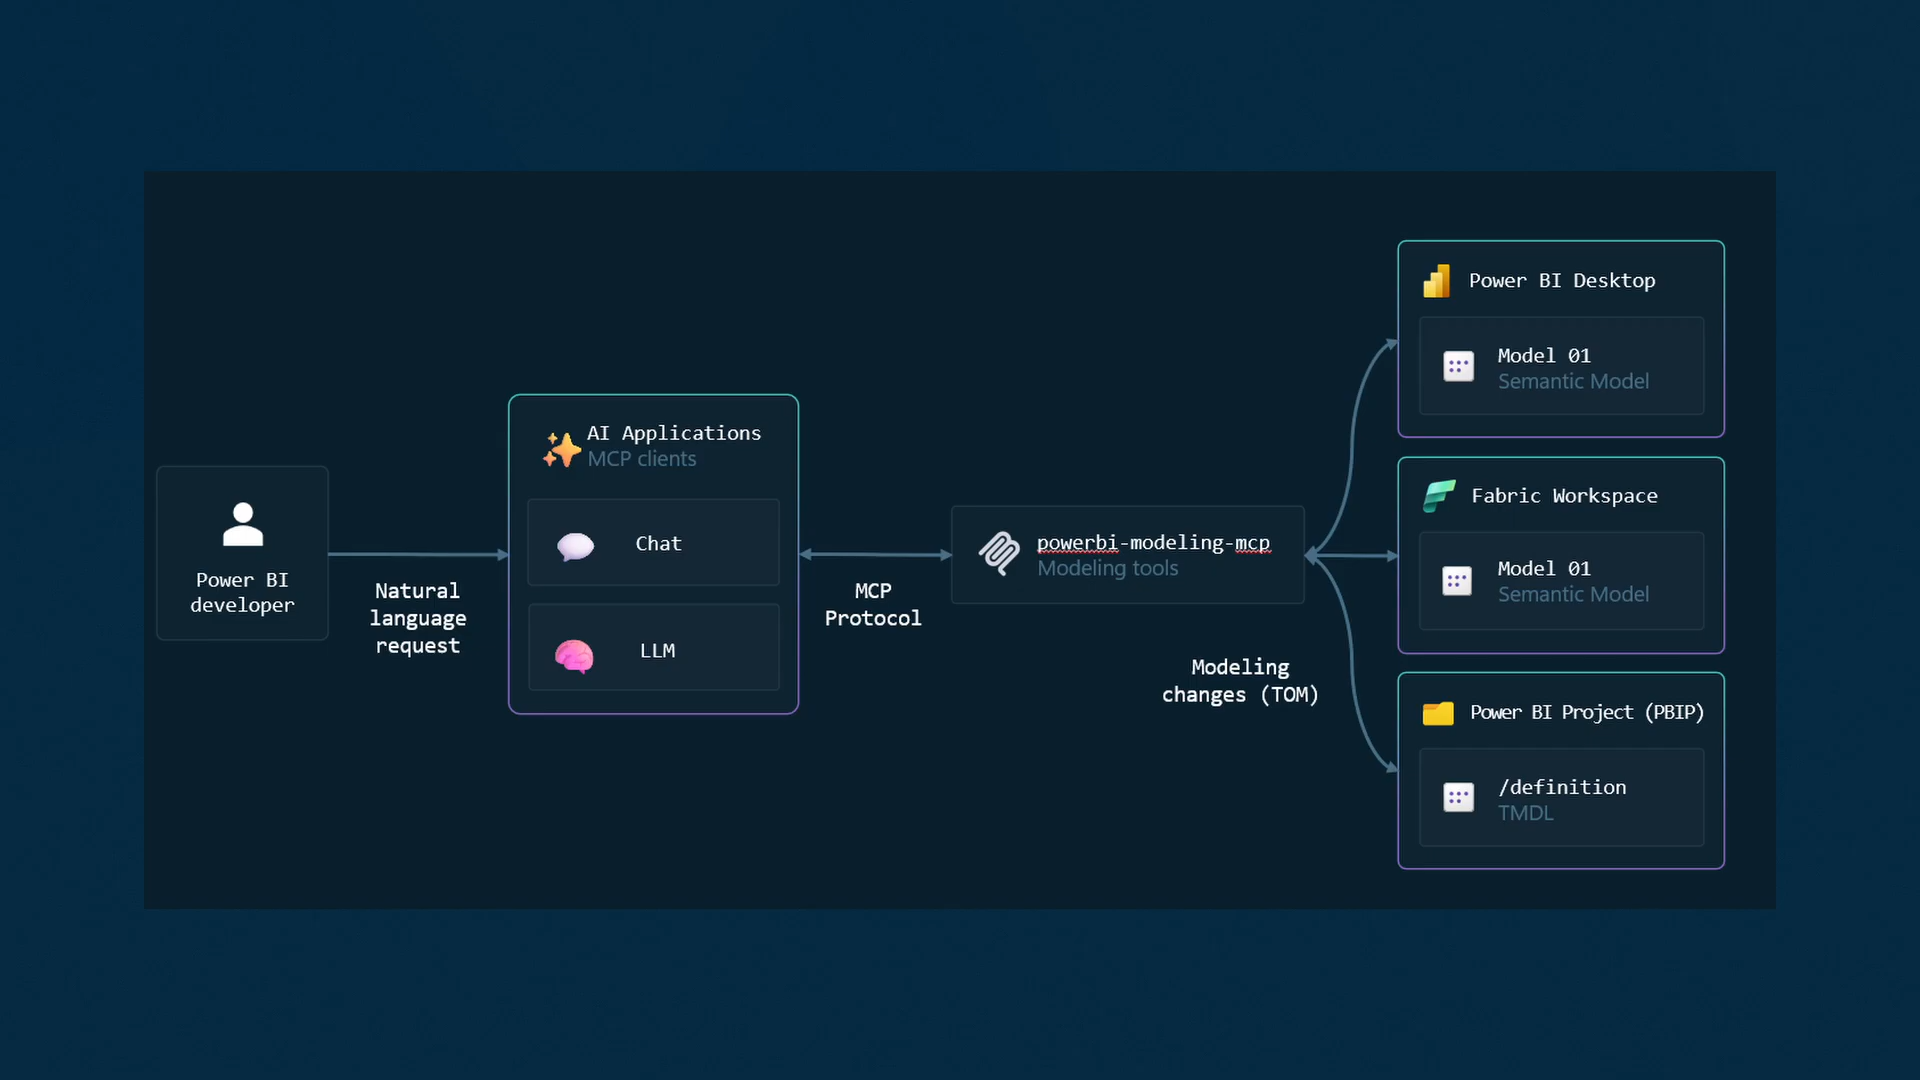 Power BI
developer
Natural
language
request
AI Applications
MCP clients
Chat
LLM
MCP
Protocol
powerbi-modeling-mcp
Modeling tools
Modeling
changes (TOM)
Power BI Desktop
Model 01
Semantic Model
Fabric Workspace
Model 01
Semantic Model
Power BI Project (PBIP)
/definition
TMDL